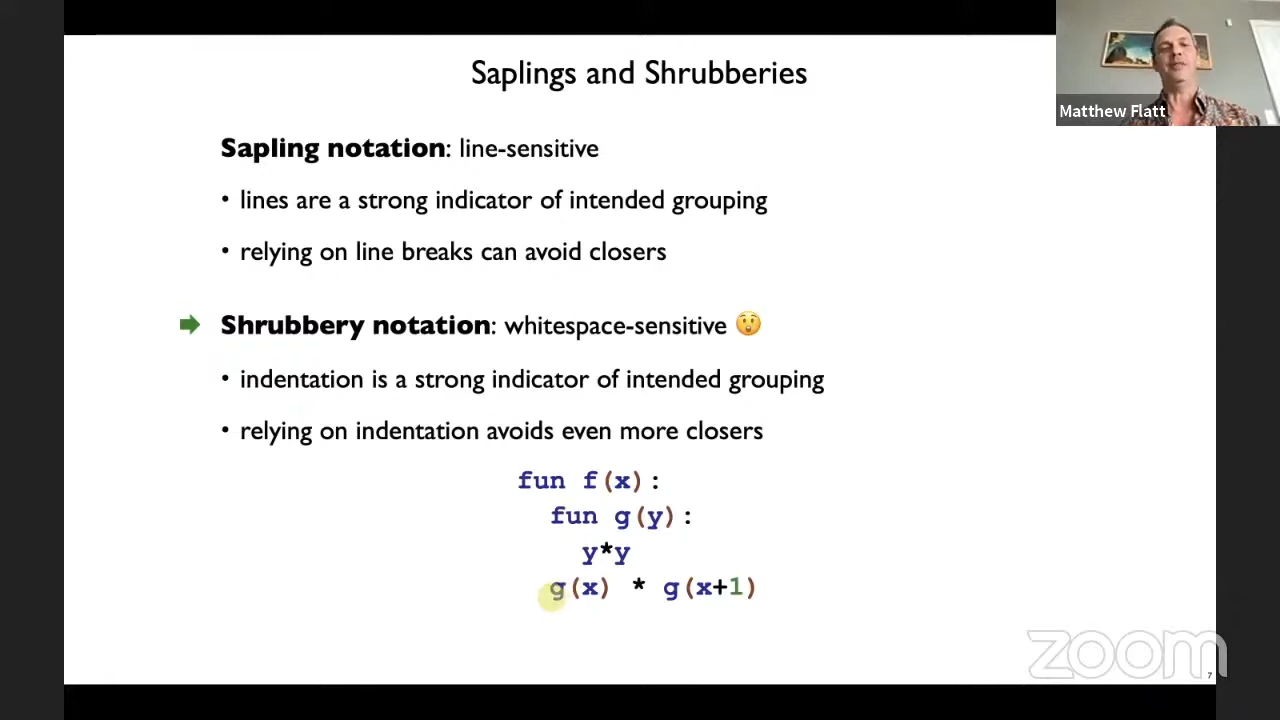 Saplings and Shrubberies
Matthew Flatt
Sapling notation: line-sensitive
• lines are a strong indicator of intended grouping
• relying on line breaks can avoid closers
Shrubbery notation: whitespace-sensitive 😲
• indentation is a strong indicator of intended grouping
• relying on indentation avoids even more closers
fun f(x):
  fun g(y):
    y*y
  g(x) * g(x+1)
zoom
7